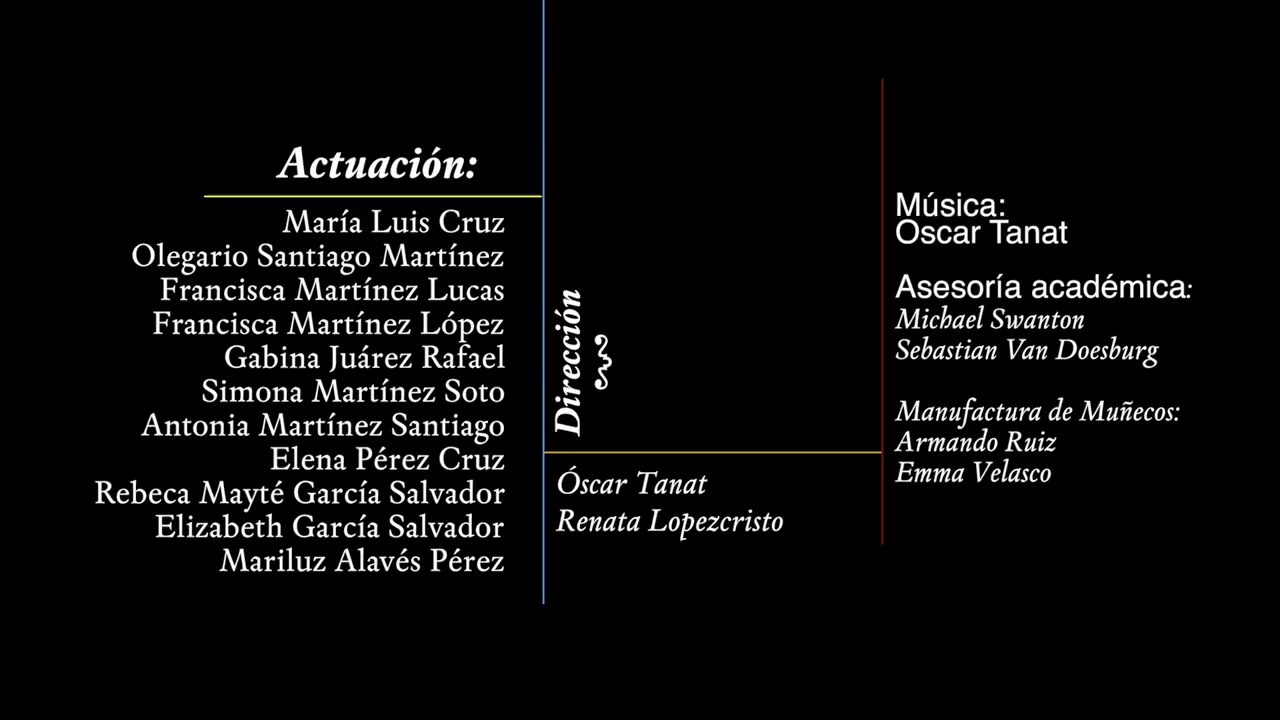 Actuación:
María Luis Cruz
Olegario Santiago Martínez
Francisca Martínez Lucas
Francisca Martínez López
Gabina Juárez Rafael
Simona Martínez Soto
Antonia Martínez Santiago
Elena Pérez Cruz
Rebeca Mayté García Salvador
Elizabeth García Salvador
Mariluz Alavés Pérez
Dirección
Óscar Tanat
Renata Lopezcristo
Música:
Oscar Tanat
Asesoría académica:
Michael Swanton
Sebastian Van Doesburg
Manufactura de Muñecos:
Armando Ruiz
Emma Velasco